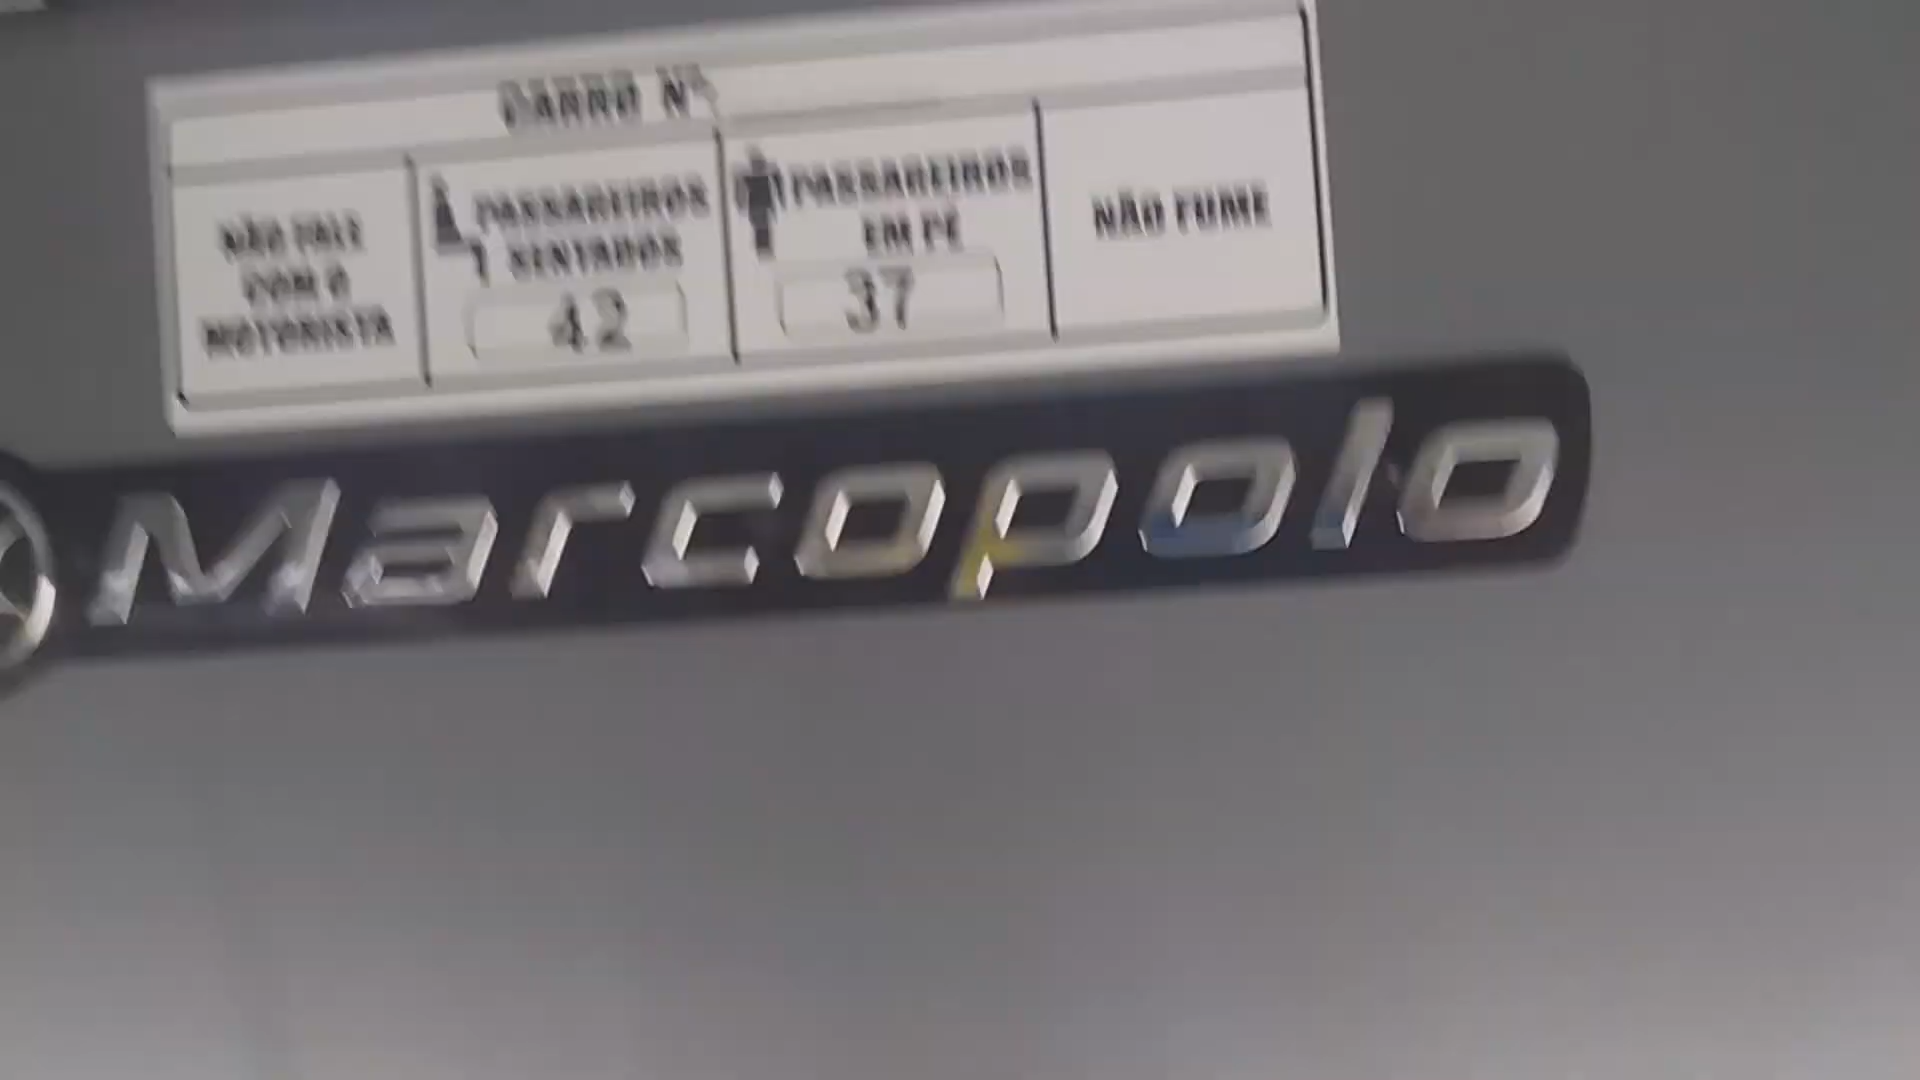 CARRO Nº
NÃO FALE
COM O
MOTORISTA
PASSAGEIROS
SENTADOS
42
PASSAGEIROS
EM PÉ
37
NÃO FUME
Marcopolo